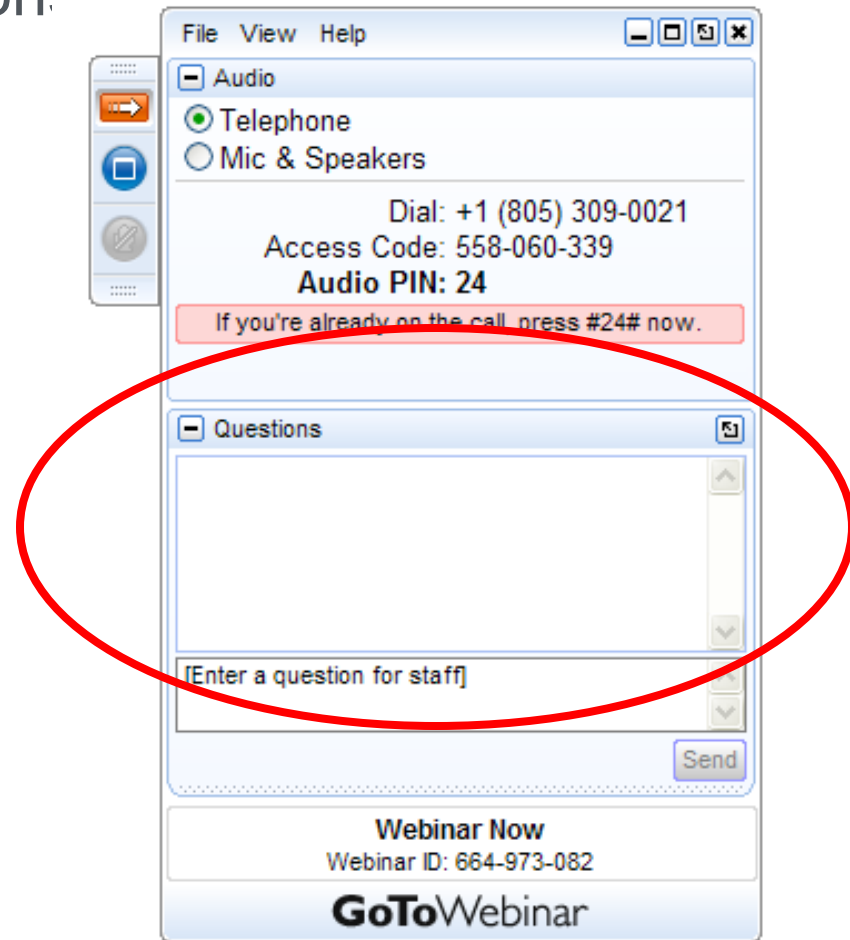 File View Help
Audio
Telephone
Mic & Speakers
Dial: +1 (805) 309-0021
Access Code: 558-060-339
Audio PIN: 24
If you're already on the call, press #24# now.
Questions
[Enter a question for staff]
Send
Webinar Now
Webinar ID: 664-973-082
GoToWebinar